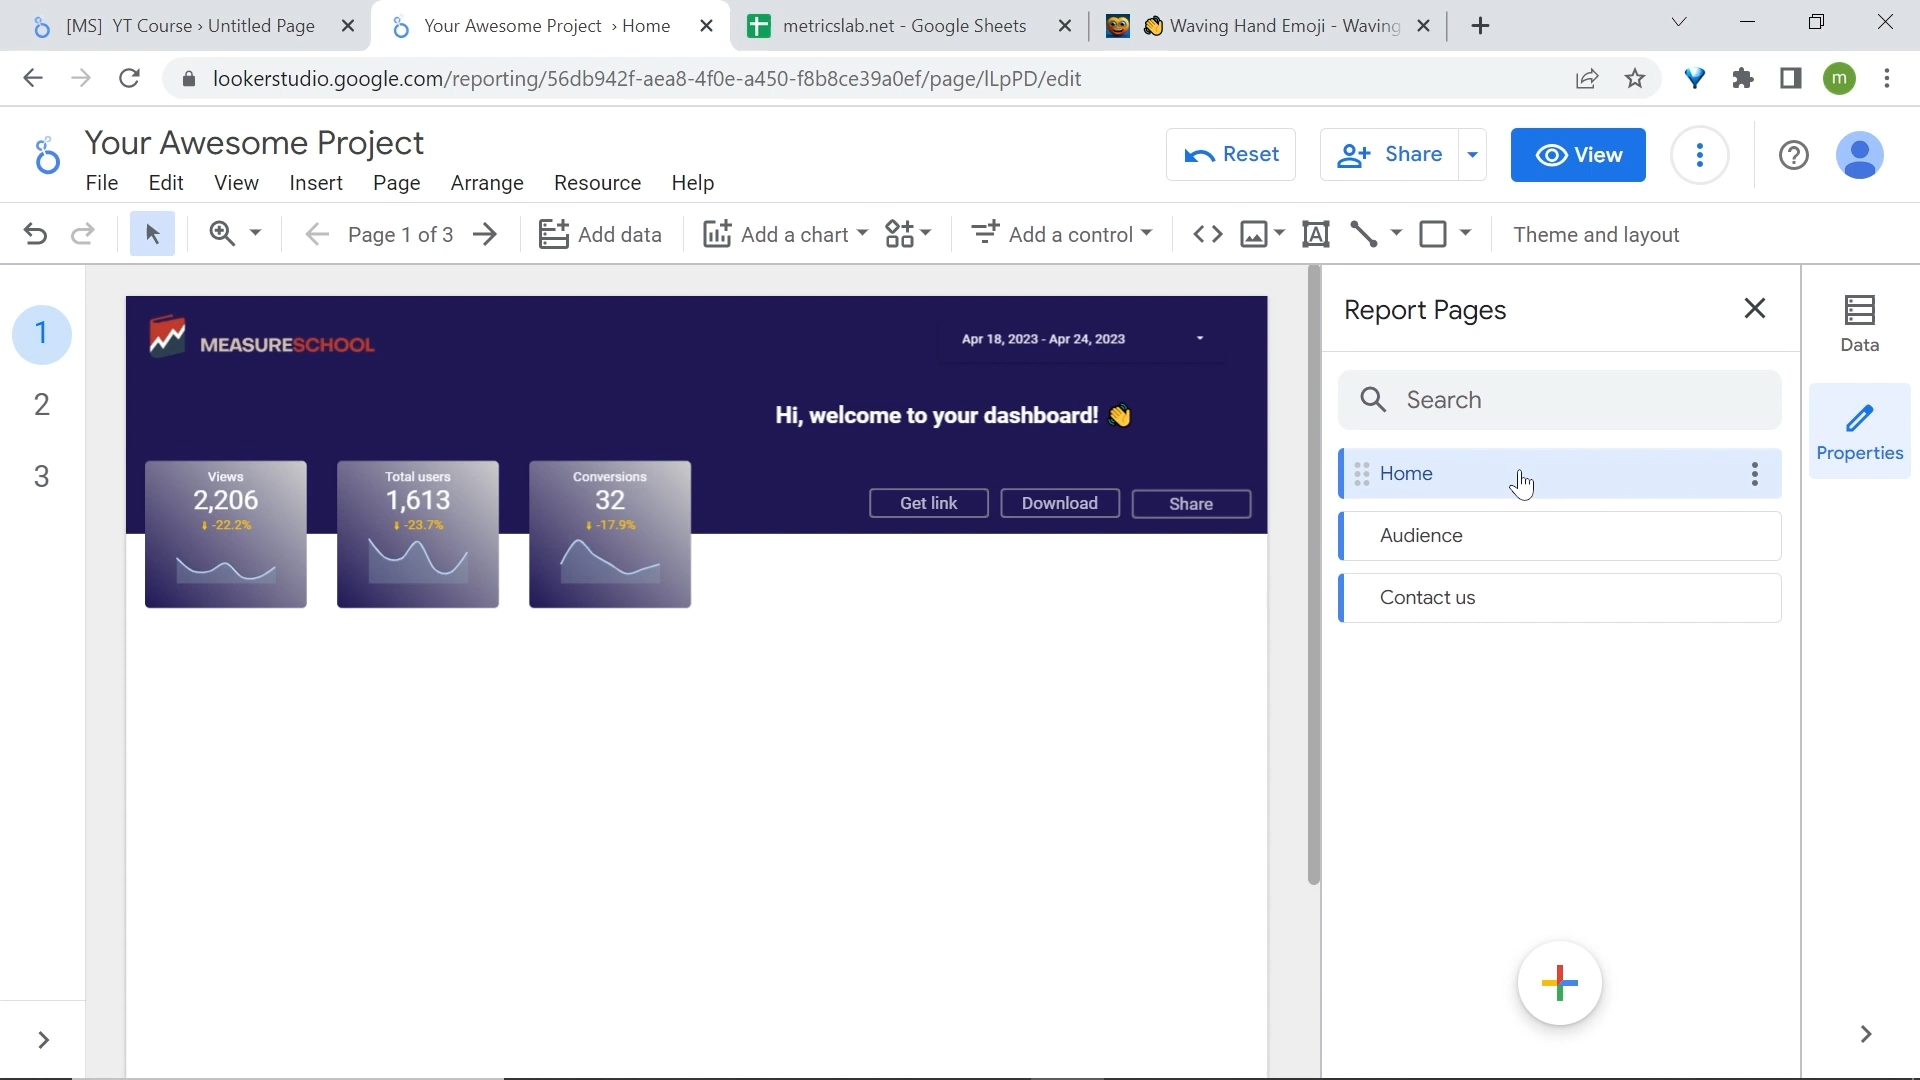 [MS] YT Course › Untitled Page
Your Awesome Project › Home
metricslab.net - Google Sheets
👋 Waving Hand Emoji - Waving
lookerstudio.google.com/reporting/56db942f-aea8-4f0e-a450-f8b8ce39a0ef/page/lLpPD/edit
m
Your Awesome Project
Reset
Share
View
File Edit View Insert Page Arrange Resource Help
Page 1 of 3
Add data
Add a chart
Add a control
Theme and layout
1
2
3
MEASURESCHOOL
Apr 18, 2023 - Apr 24, 2023
Hi, welcome to your dashboard! 👋
Views
2,206
-22.2%
Total users
1,613
-23.7%
Conversions
32
-17.9%
Get link
Download
Share
Report Pages
Search
Home
Audience
Contact us
Data
Properties